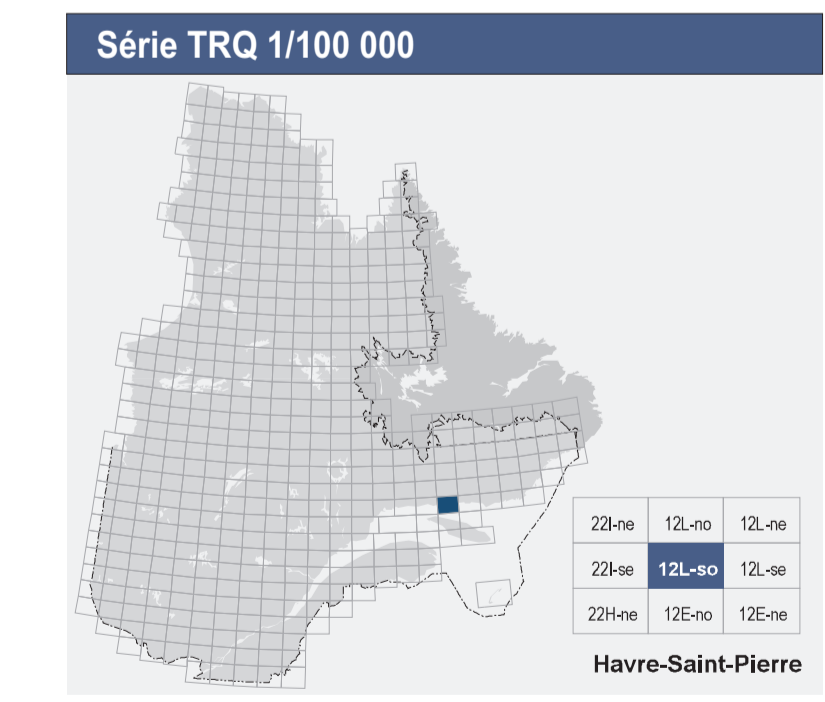 Série TRQ 1/100 000
22I-ne 12L-no 12L-ne
22I-se 12L-so 12L-se
22H-ne 12E-no 12E-ne
Havre-Saint-Pierre